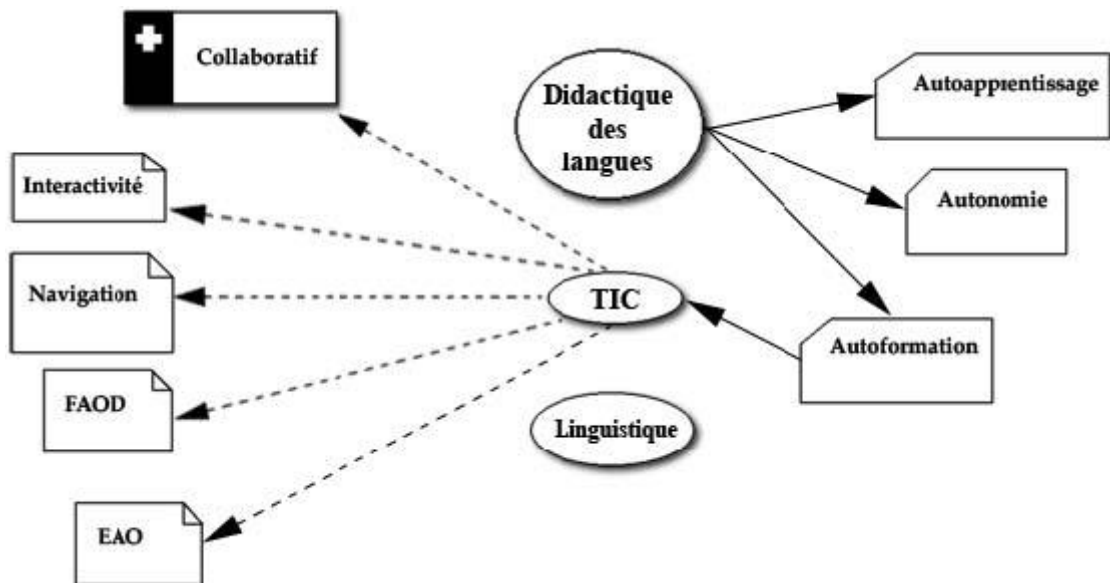 Collaboratif
Didactique
des
langues
Autoapprentissage
Interactivité
Autonomie
Navigation
TIC
Autoformation
FAOD
Linguistique
EAO